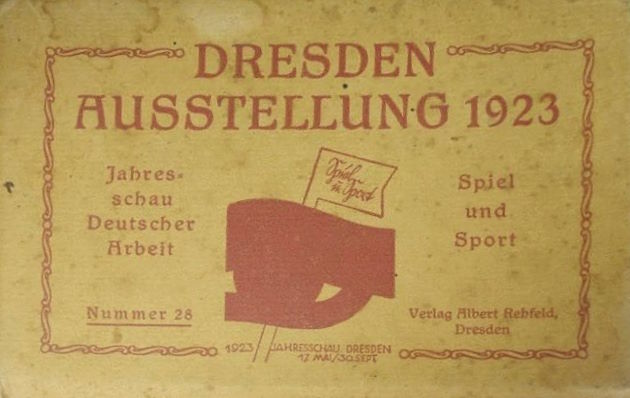 DRESDEN
AUSSTELLUNG 1923
Jahres-
schau
Deutscher
Arbeit
Nummer 28
Spiel
u. Sport
Spiel
und
Sport
Verlag Albert Rehfeld,
Dresden
1923 JAHRESSCHAU DRESDEN
17. MAI/30. SEPT.